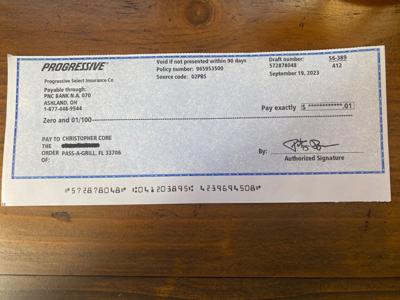 PROGRESSIVE
Progressive Select Insurance Co
Payable through:
PNC BANK N.A. 070
ASHLAND, OH
1-877-448-9544
Void if not presented within 90 days
Policy number: 965953500
Source code: 02PBS
Draft number:
572878048
September 19, 2023
56-389
412
Pay exactly $ ***********.01
Zero and 01/100
PAY TO CHRISTOPHER CORE
THE
ORDER
OF: PASS-A-GRILL, FL 33706
By:
Authorized Signature
⑈572878048⑈ ⑆041203895⑆ 4239694508⑈